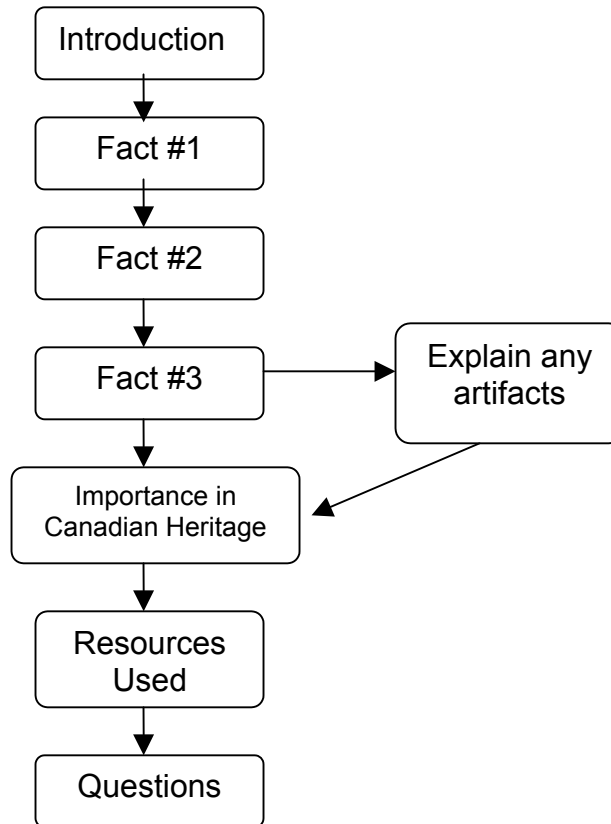 Introduction
Fact #1
Fact #2
Fact #3
Explain any
artifacts
Importance in
Canadian Heritage
Resources
Used
Questions